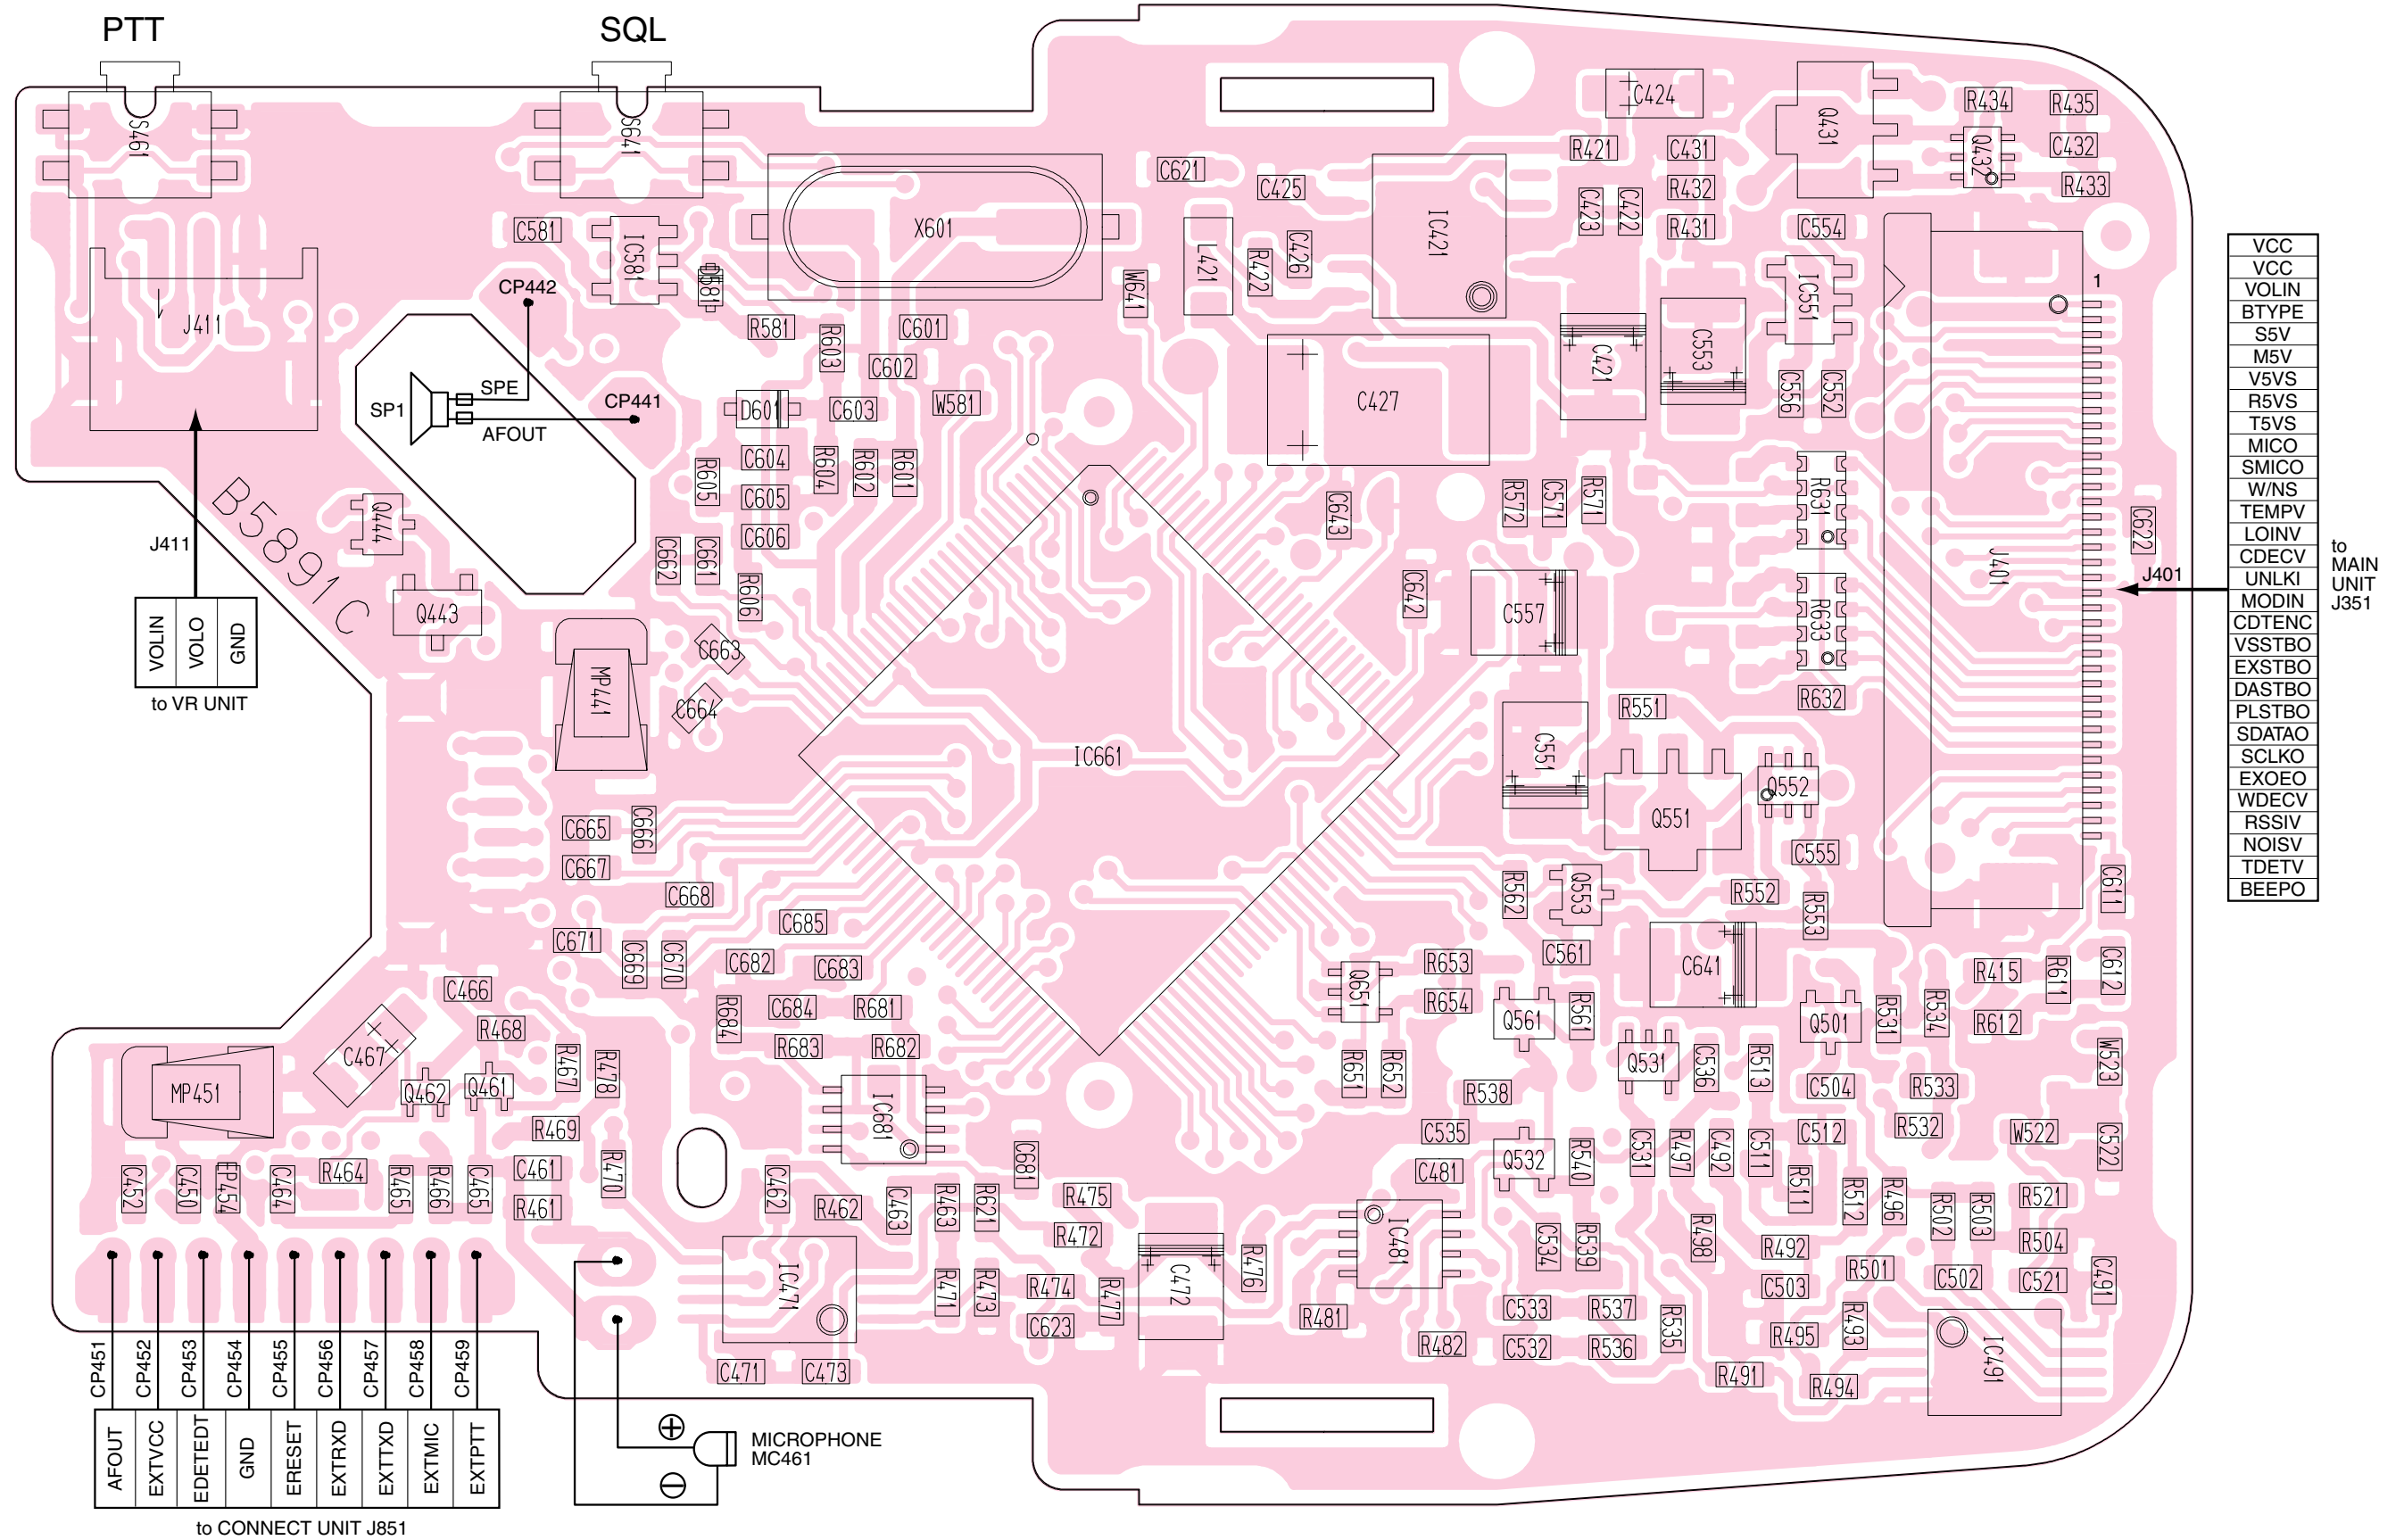 PTT
SQL
S461
S641
C424
Q431
R434
R435
Q432
C432
R433
C621
C425
R421
C431
R432
R431
C423
C422
IC421
C581
IC581
D581
X601
L421
R422
C426
W641
C554
IC551
J411
CP442
R581
R603
C601
C602
C421
C553
C556
C552
SP1
SPE
AFOUT
CP441
D601
C603
W581
C427
R605
C604
C605
C606
R604
R602
R601
B5891C
Q444
Q443
C662
C661
R606
C663
C664
MP441
C643
R572
C571
R571
R631
R633
R632
C642
C557
J401
C622
1
J411
VOLIN
VOLO
GND
to VR UNIT
VCC
VCC
VOLIN
BTYPE
S5V
M5V
V5VS
R5VS
T5VS
MICO
SMICO
W/NS
TEMPV
LOINV
CDECV
UNLKI
MODIN
CDTENC
VSSTBO
EXSTBO
DASTBO
PLSTBO
SDATAO
SCLKO
EXOEO
WDECV
RSSIV
NOISV
TDETV
BEEPO
J401
to
MAIN
UNIT
J351
IC661
R551
C551
Q551
Q552
C555
R552
R553
R562
Q553
C561
C641
C611
C612
C665
C666
C667
C668
C671
C669
C670
C685
C682
C683
C684
R681
R684
R683
R682
IC681
Q651
R653
R654
R651
R652
Q561
R561
Q531
C536
R513
Q501
R531
R534
R415
R611
R612
W523
C466
R468
C467
MP451
Q462
Q461
R467
R478
R469
C452
C450
EP454
C464
R464
R465
R466
C465
C461
R461
R470
C462
R462
C463
R463
R621
C681
R475
R472
R538
C535
C481
Q532
R540
C531
R497
C492
C511
C504
C512
R533
R532
W522
C522
R511
R512
R496
R502
R503
R521
R504
C521
C491
IC471
R471
R473
R474
C623
R477
C472
R476
R481
IC481
R482
C534
R539
C533
C532
R537
R536
R535
R498
R492
C503
R495
R493
R501
C502
R491
R494
IC491
C471
C473
CP451
CP452
CP453
CP454
CP455
CP456
CP457
CP458
CP459
AFOUT
EXTVCC
EDETEDT
GND
ERESET
EXTRXD
EXTTXD
EXTMIC
EXTPTT
to CONNECT UNIT J851
MICROPHONE
MC461